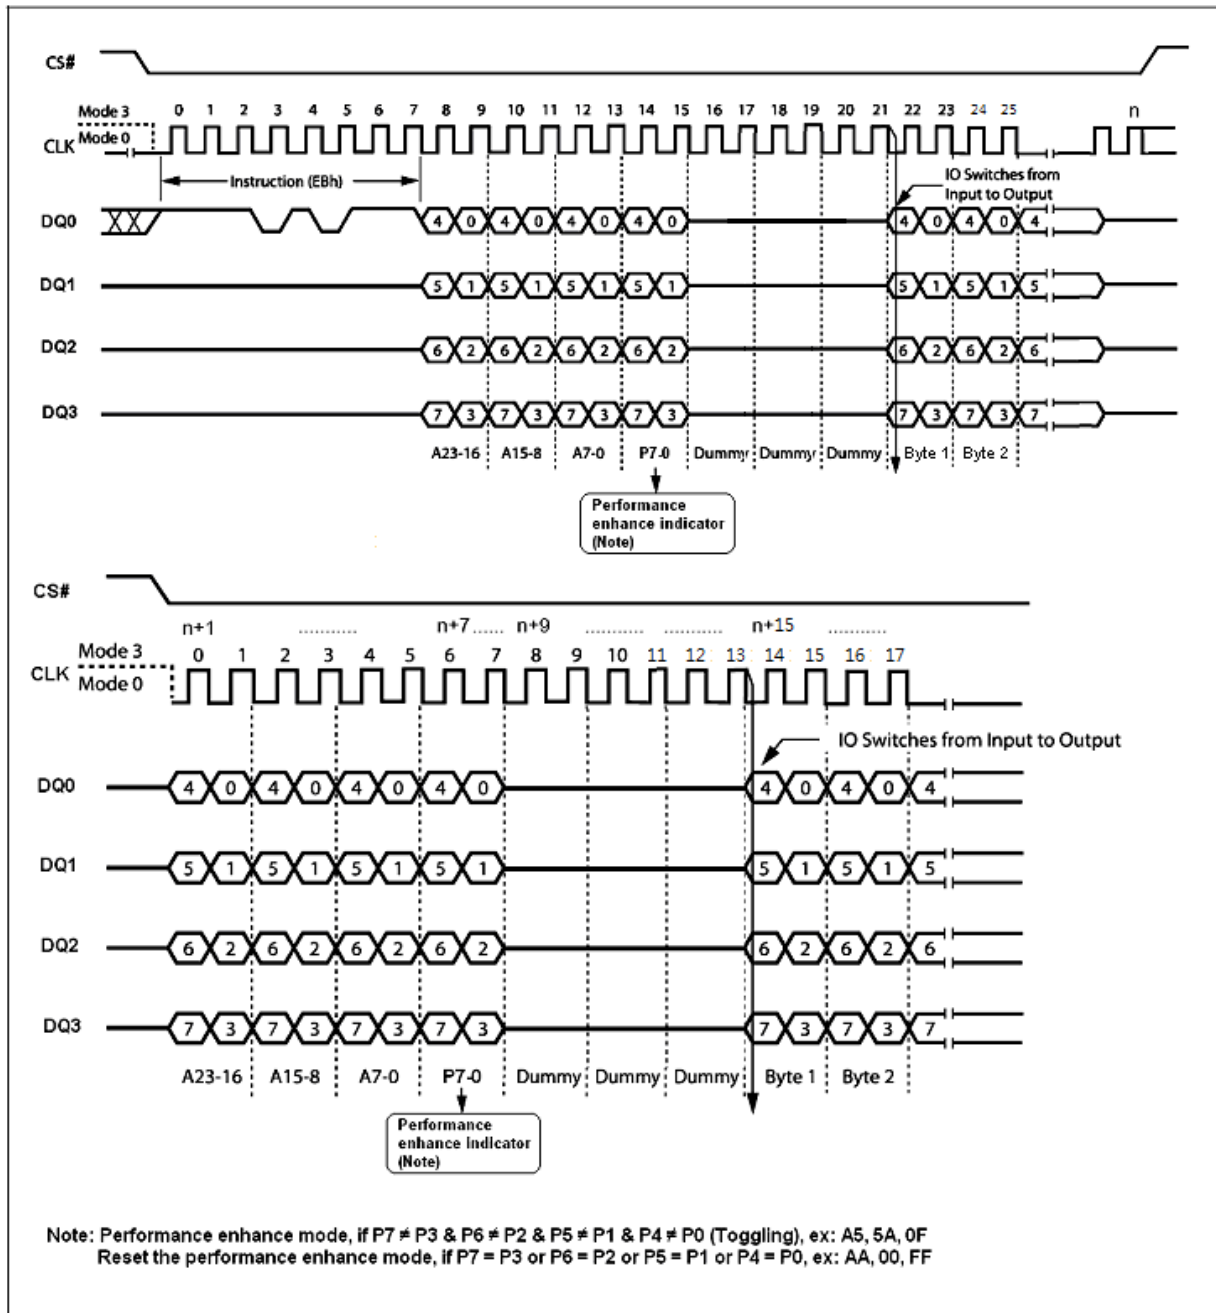 CS#
Mode 3 0 1 2 3 4 5 6 7 8 9 10 11 12 13 14 15 16 17 18 19 20 21 22 23 24 25 n
CLK Mode 0
Instruction (EBh)
IO Switches from
Input to Output
DQ0 4 0 4 0 4 0 4 0 4 0 4 0 4
DQ1 5 1 5 1 5 1 5 1 5 1 5 1 5
DQ2 6 2 6 2 6 2 6 2 6 2 6 2 6
DQ3 7 3 7 3 7 3 7 3 7 3 7 3 7
A23-16 A15-8 A7-0 P7-0 Dummy Dummy Dummy Byte 1 Byte 2
Performance
enhance indicator
(Note)
CS#
n+1 ............ n+7 ...... n+9 ............ ............ n+15 ............
Mode 3 0 1 2 3 4 5 6 7 8 9 10 11 12 13 14 15 16 17
CLK Mode 0
IO Switches from Input to Output
DQ0 4 0 4 0 4 0 4 0 4 0 4 0 4
DQ1 5 1 5 1 5 1 5 1 5 1 5 1 5
DQ2 6 2 6 2 6 2 6 2 6 2 6 2 6
DQ3 7 3 7 3 7 3 7 3 7 3 7 3 7
A23-16 A15-8 A7-0 P7-0 Dummy Dummy Dummy Byte 1 Byte 2
Performance
enhance indicator
(Note)
Note: Performance enhance mode, if P7 ≠ P3 & P6 ≠ P2 & P5 ≠ P1 & P4 ≠ P0 (Toggling), ex: A5, 5A, 0F
Reset the performance enhance mode, if P7 = P3 or P6 = P2 or P5 = P1 or P4 = P0, ex: AA, 00, FF